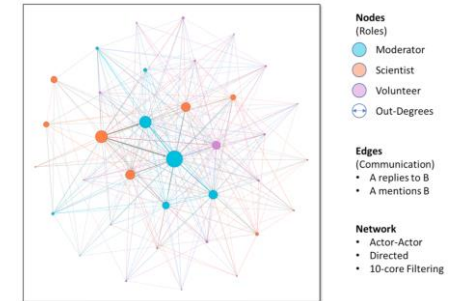 Nodes
(Roles)
Moderator
Scientist
Volunteer
Out-Degrees
Edges
(Communication)
• A replies to B
• A mentions B
Network
• Actor-Actor
• Directed
• 10-core Filtering